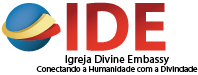 IDE
Igreja Divine Embassy
Conectando a Humanidade com a Divindade